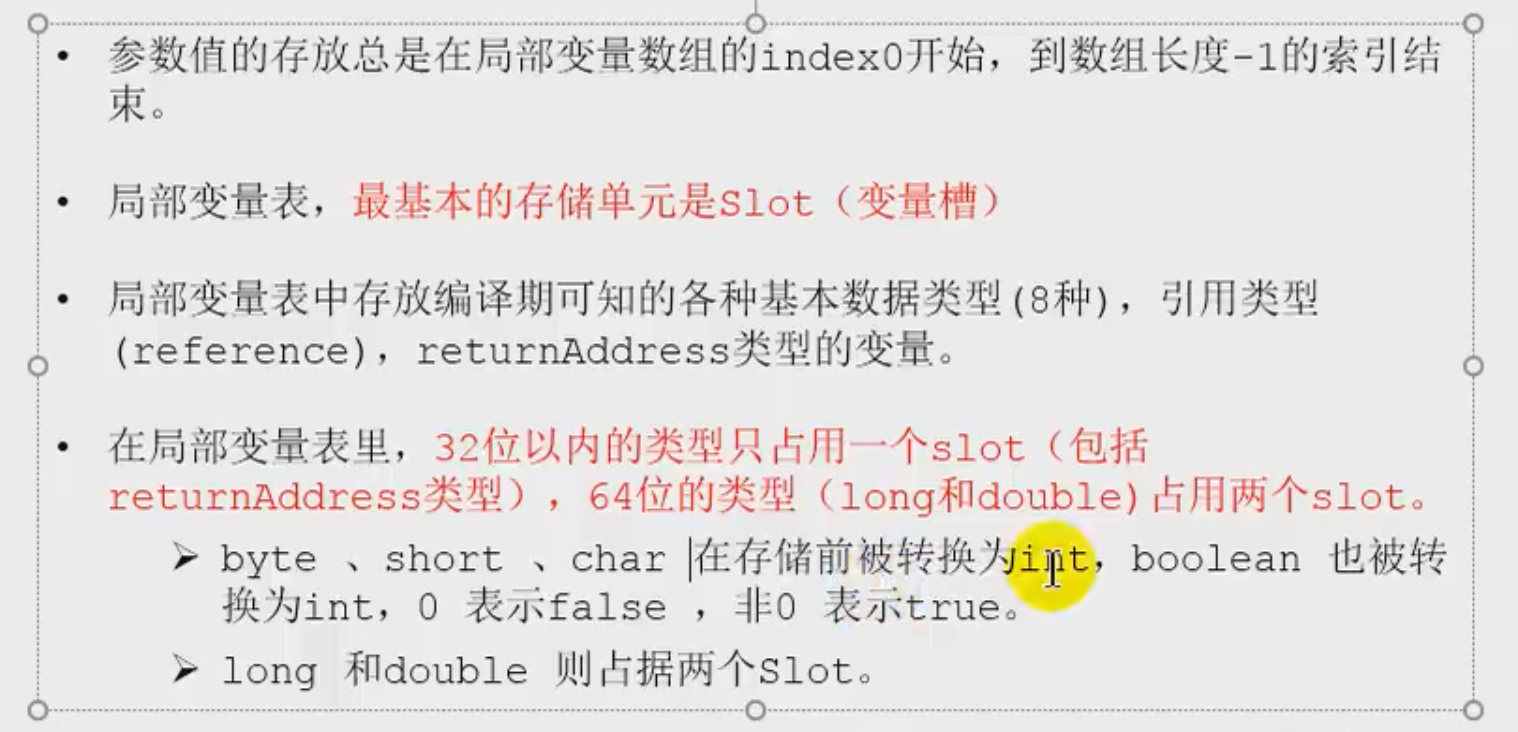 • 参数值的存放总是在局部变量数组的index0开始，到数组长度-1的索引结
束。
• 局部变量表，最基本的存储单元是Slot（变量槽）
• 局部变量表中存放编译期可知的各种基本数据类型(8种)，引用类型
(reference)，returnAddress类型的变量。
• 在局部变量表里，32位以内的类型只占用一个slot（包括
returnAddress类型），64位的类型（long和double)占用两个slot。
➢ byte 、short 、char 在存储前被转换为int，boolean 也被转
换为int，0 表示false ，非0 表示true。
➢ long 和double 则占据两个Slot。